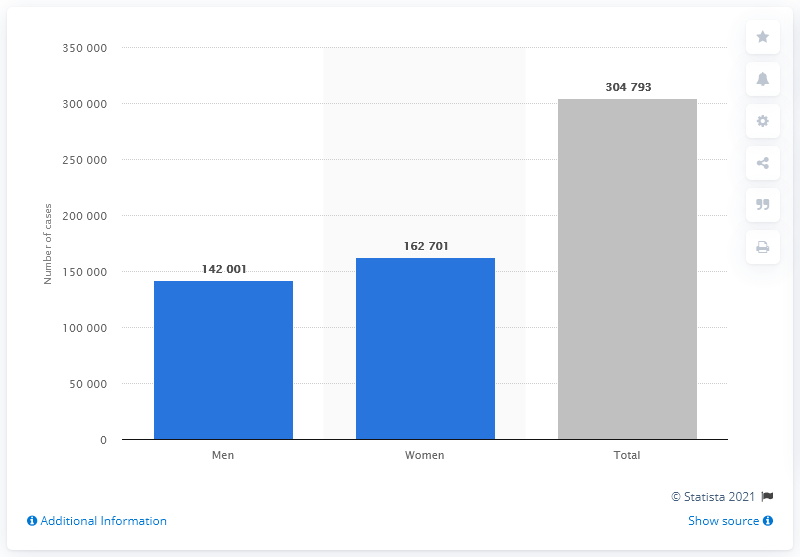 350 000
300 000
250 000
200 000
150 000
100 000
50 000
0
Number of cases
142 001
162 701
304 793
Men
Women
Total
© Statista 2021
Additional Information
Show source